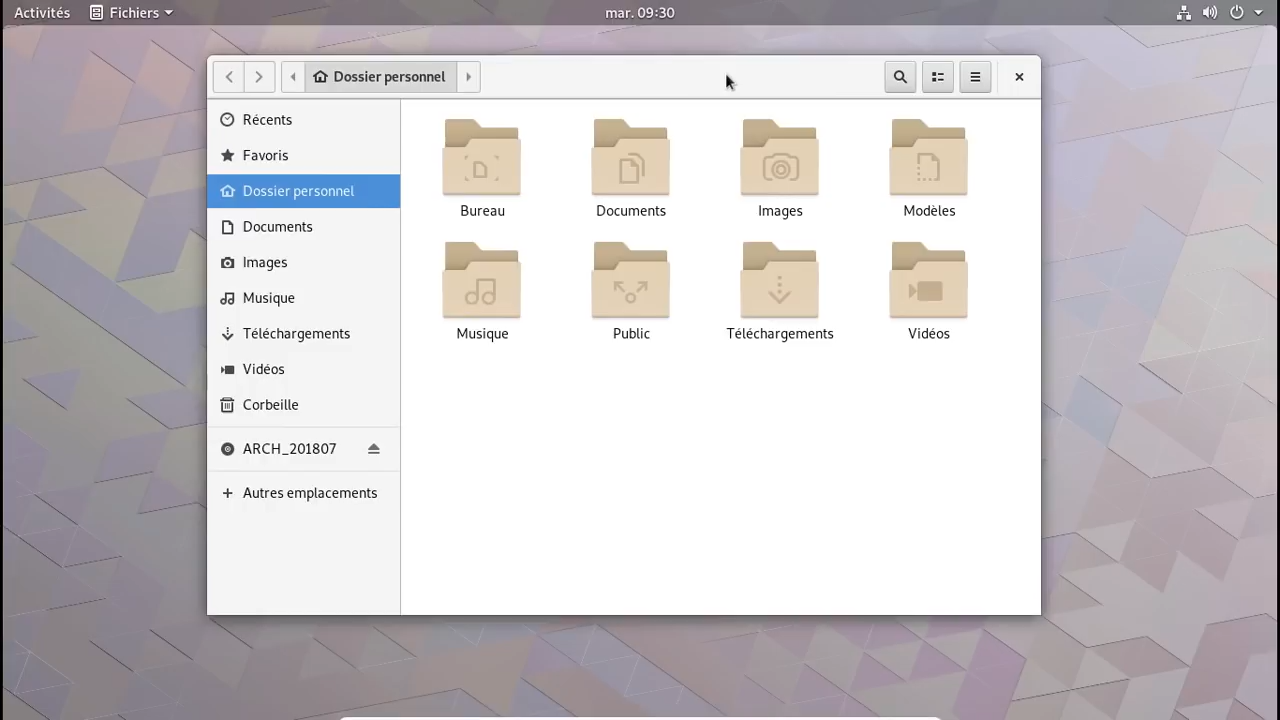 Activités Fichiers mar. 09:30
Dossier personnel
Récents
Favoris
Dossier personnel
Documents
Images
Musique
Téléchargements
Vidéos
Corbeille
ARCH_201807
Autres emplacements
Bureau Documents Images Modèles
Musique Public Téléchargements Vidéos